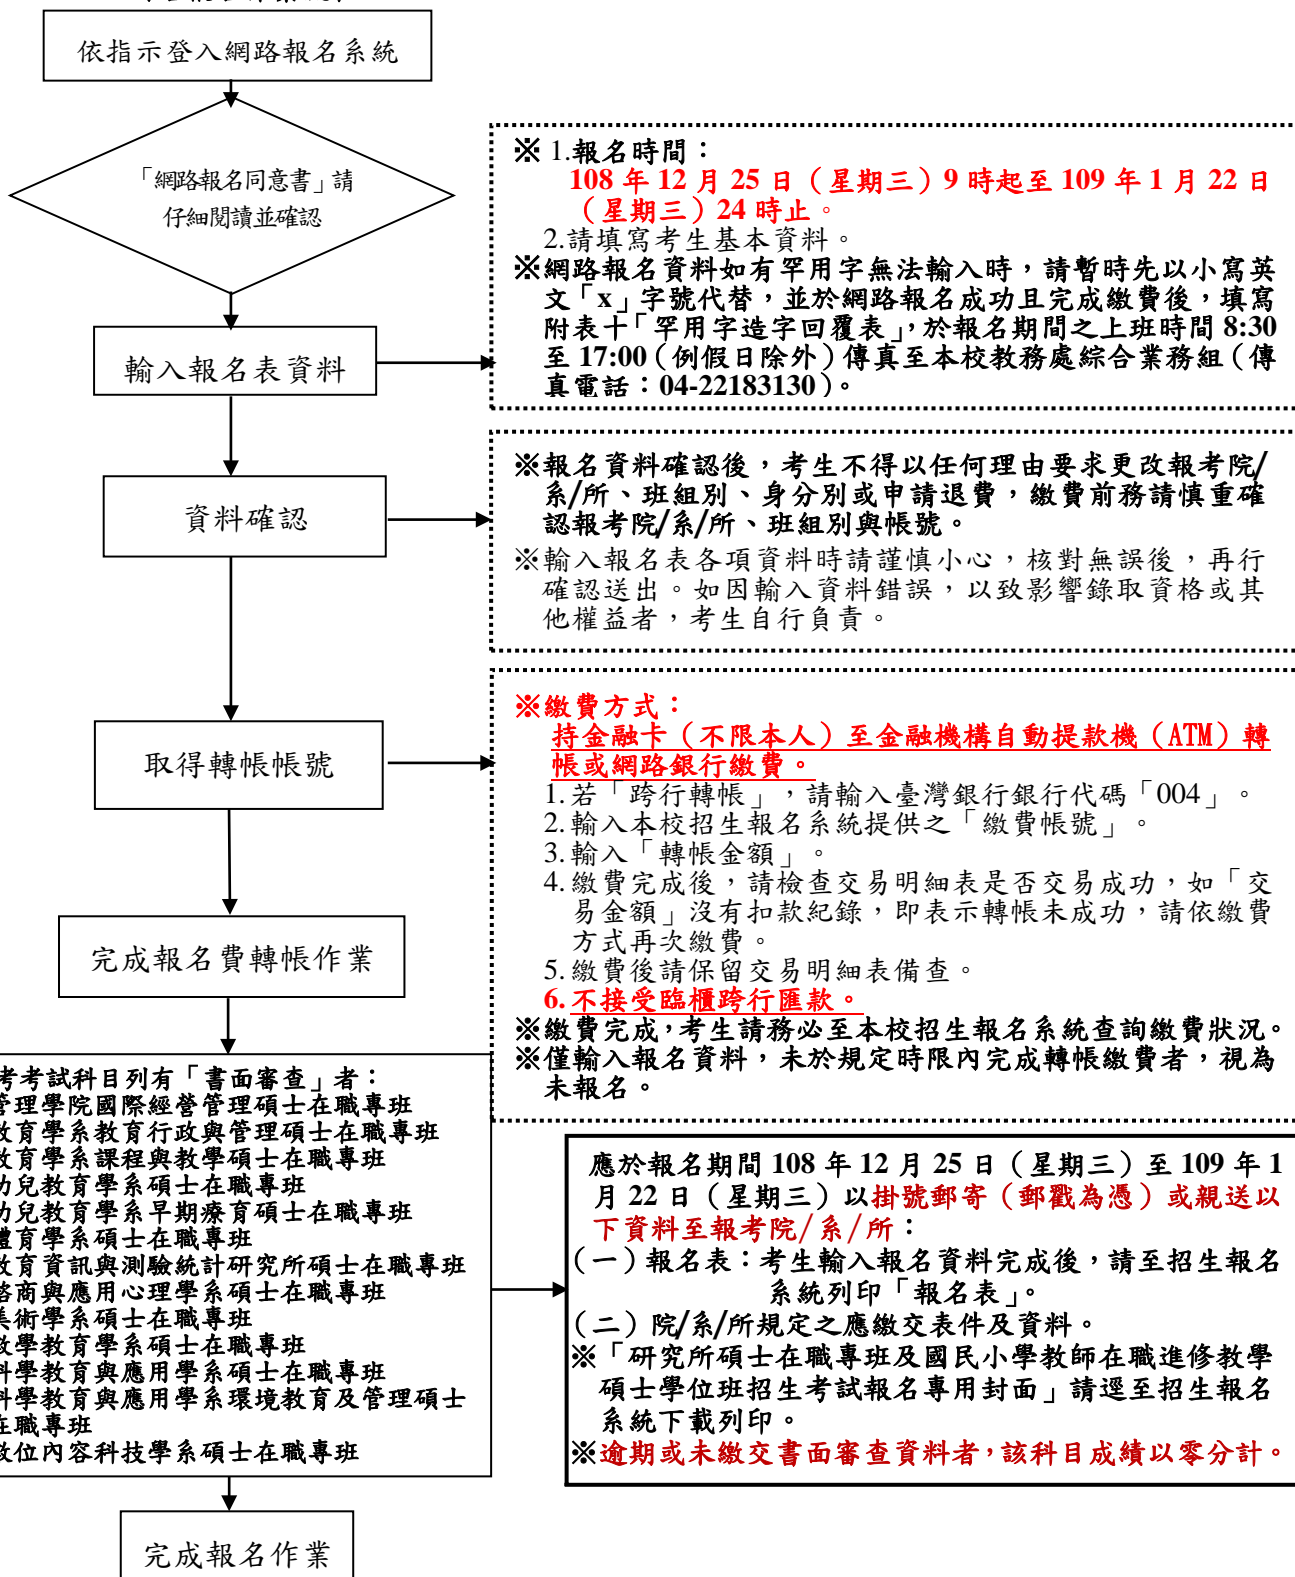 依指示登入網路報名系統
「網路報名同意書」請
仔細閱讀並確認
輸入報名表資料
※ 1.報名時間：
108 年 12 月 25 日（星期三）9 時起至 109 年 1 月 22 日
（星期三）24 時止。
2.請填寫考生基本資料。
※網路報名資料如有罕用字無法輸入時，請暫時先以小寫英
文「x」字號代替，並於網路報名成功且完成繳費後，填寫
附表十「罕用字造字回覆表」，於報名期間之上班時間 8:30
至 17:00（例假日除外）傳真至本校教務處綜合業務組（傳
真電話：04-22183130）。
資料確認
※報名資料確認後，考生不得以任何理由要求更改報考院/
系/所、班組別、身分別或申請退費，繳費前務請慎重確
認報考院/系/所、班組別與帳號。
※輸入報名表各項資料時請謹慎小心，核對無誤後，再行
確認送出。如因輸入資料錯誤，以致影響錄取資格或其
他權益者，考生自行負責。
取得轉帳帳號
※繳費方式：
持金融卡（不限本人）至金融機構自動提款機（ATM）轉
帳或網路銀行繳費。
1.若「跨行轉帳」，請輸入臺灣銀行銀行代碼「004」。
2.輸入本校招生報名系統提供之「繳費帳號」。
3.輸入「轉帳金額」。
4.繳費完成後，請檢查交易明細表是否交易成功，如「交
易金額」沒有扣款紀錄，即表示轉帳未成功，請依繳費
方式再次繳費。
5.繳費後請保留交易明細表備查。
6.不接受臨櫃跨行匯款。
※繳費完成，考生請務必至本校招生報名系統查詢繳費狀況。
※僅輸入報名資料，未於規定時限內完成轉帳繳費者，視為
未報名。
完成報名費轉帳作業
考考試科目列有「書面審查」者：
管理學院國際經營管理碩士在職專班
教育學系教育行政與管理碩士在職專班
教育學系課程與教學碩士在職專班
幼兒教育學系碩士在職專班
幼兒教育學系早期療育碩士在職專班
體育學系碩士在職專班
教育資訊與測驗統計研究所碩士在職專班
諮商與應用心理學系碩士在職專班
美術學系碩士在職專班
數學教育學系碩士在職專班
科學教育與應用學系碩士在職專班
科學教育與應用學系環境教育及管理碩士
在職專班
數位內容科技學系碩士在職專班
應於報名期間 108 年 12 月 25 日（星期三）至 109 年 1
月 22 日（星期三）以掛號郵寄（郵戳為憑）或親送以
下資料至報考院/系/所：
（一）報名表：考生輸入報名資料完成後，請至招生報名
系統列印「報名表」。
（二）院/系/所規定之應繳交表件及資料。
※「研究所碩士在職專班及國民小學教師在職進修教學
碩士學位班招生考試報名專用封面」請逕至招生報名
系統下載列印。
※逾期或未繳交書面審查資料者，該科目成績以零分計。
完成報名作業